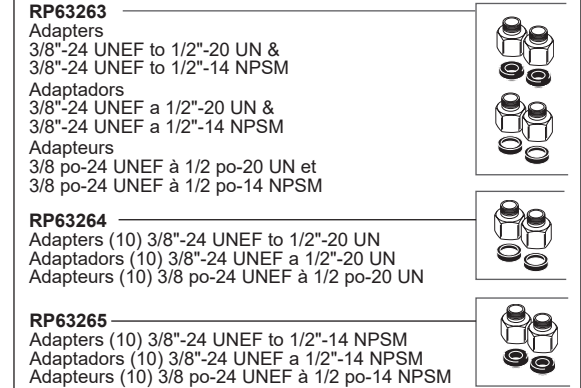 RP63263
Adapters
3/8"-24 UNEF to 1/2"-20 UN &
3/8"-24 UNEF to 1/2"-14 NPSM
Adaptadors
3/8"-24 UNEF a 1/2"-20 UN &
3/8"-24 UNEF a 1/2"-14 NPSM
Adapteurs
3/8 po-24 UNEF à 1/2 po-20 UN et
3/8 po-24 UNEF à 1/2 po-14 NPSM
RP63264
Adapters (10) 3/8"-24 UNEF to 1/2"-20 UN
Adaptadors (10) 3/8"-24 UNEF a 1/2"-20 UN
Adapteurs (10) 3/8 po-24 UNEF à 1/2 po-20 UN
RP63265
Adapters (10) 3/8"-24 UNEF to 1/2"-14 NPSM
Adaptadors (10) 3/8"-24 UNEF a 1/2"-14 NPSM
Adapteurs (10) 3/8 po-24 UNEF à 1/2 po-14 NPSM